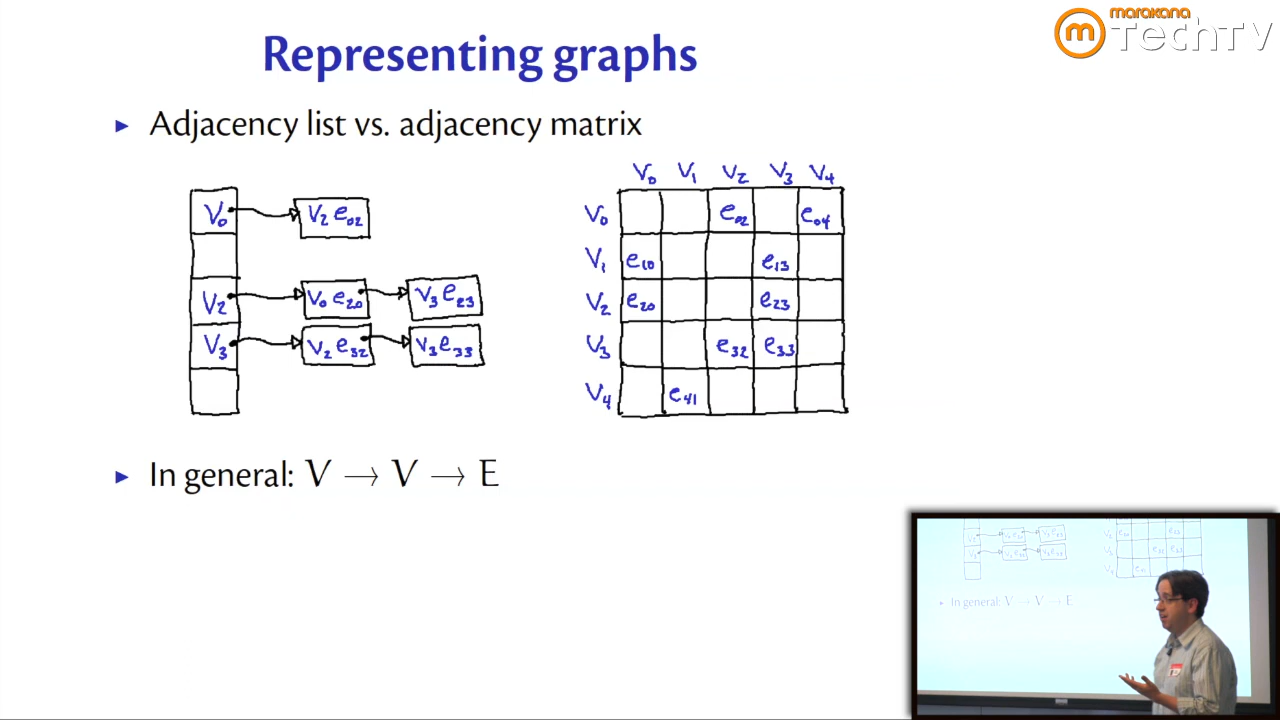 marakana
TechTV
Representing graphs
Adjacency list vs. adjacency matrix
V0 V2 e02
V2 V0 e20 V3 e23
V3 V2 e32 V3 e33
V0 V1 V2 V3 V4
V0 e02 e04
V1 e10 e13
V2 e20 e23
V3 e32 e33
V4 e41
In general: V → V → E
In general: V → V → E